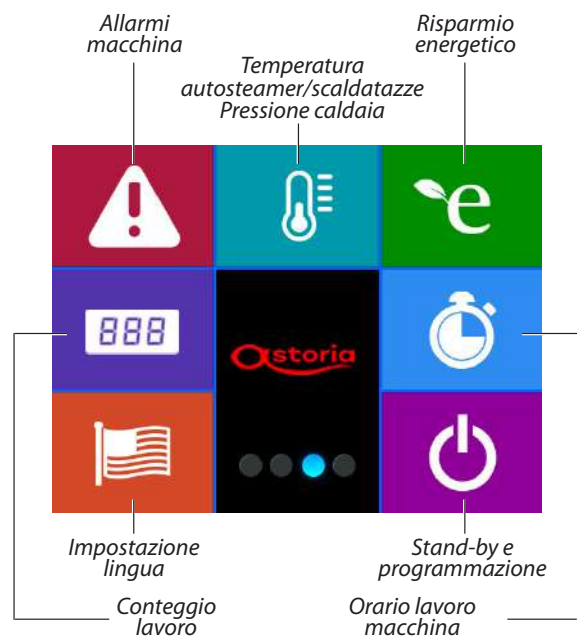 Allarmi
macchina
Temperatura
autosteamer/scaldatazze
Pressione caldaia
Risparmio
energetico
e
888
astoria
Impostazione
lingua
Stand-by e
programmazione
Conteggio
lavoro
Orario lavoro
macchina